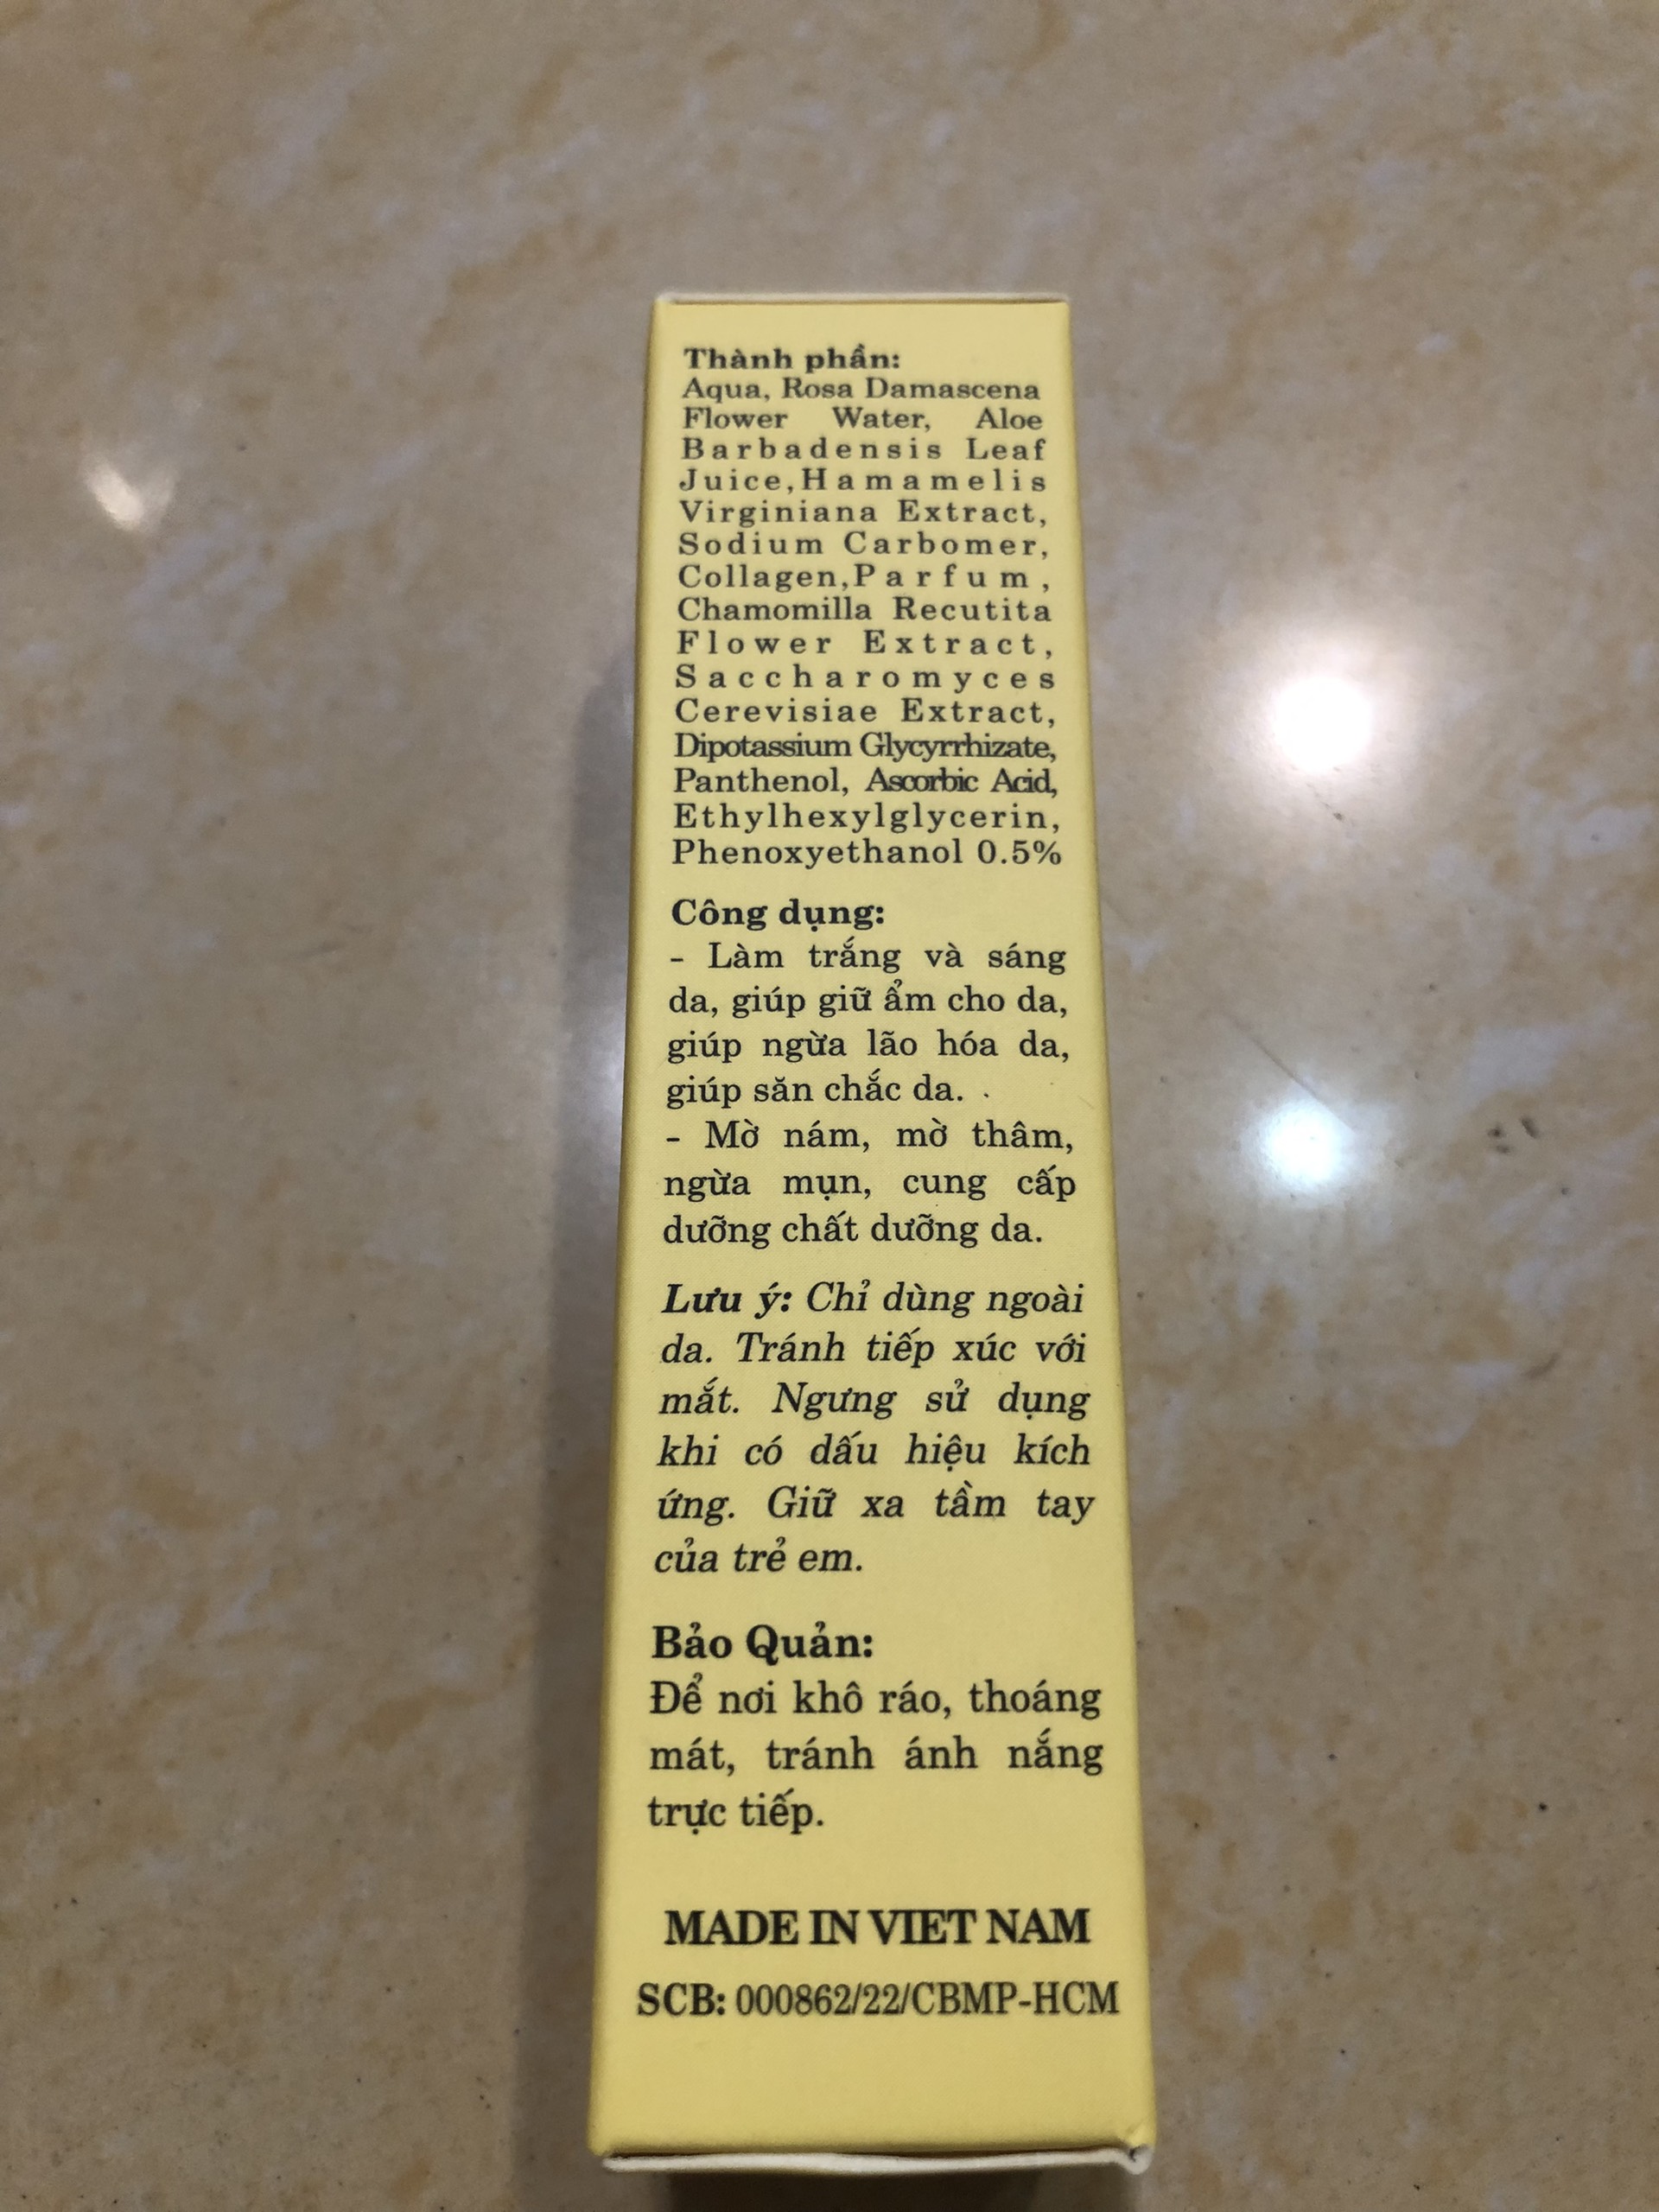 Thành phần:
Aqua, Rosa Damascena
Flower Water, Aloe
Barbadensis Leaf
Juice,Hamamelis
Virginiana Extract,
Sodium Carbomer,
Collagen,Parfum,
Chamomilla Recutita
Flower Extract,
Saccharomyces
Cerevisiae Extract,
Dipotassium Glycyrrhizate,
Panthenol, Ascorbic Acid,
Ethylhexylglycerin,
Phenoxyethanol 0.5%
Công dụng:
- Làm trắng và sáng
da, giúp giữ ẩm cho da,
giúp ngừa lão hóa da,
giúp săn chắc da.
- Mờ nám, mờ thâm,
ngừa mụn, cung cấp
dưỡng chất dưỡng da.
Lưu ý: Chỉ dùng ngoài
da. Tránh tiếp xúc với
mắt. Ngưng sử dụng
khi có dấu hiệu kích
ứng. Giữ xa tầm tay
của trẻ em.
Bảo Quản:
Để nơi khô ráo, thoáng
mát, tránh ánh nắng
trực tiếp.
MADE IN VIET NAM
SCB: 000862/22/CBMP-HCM